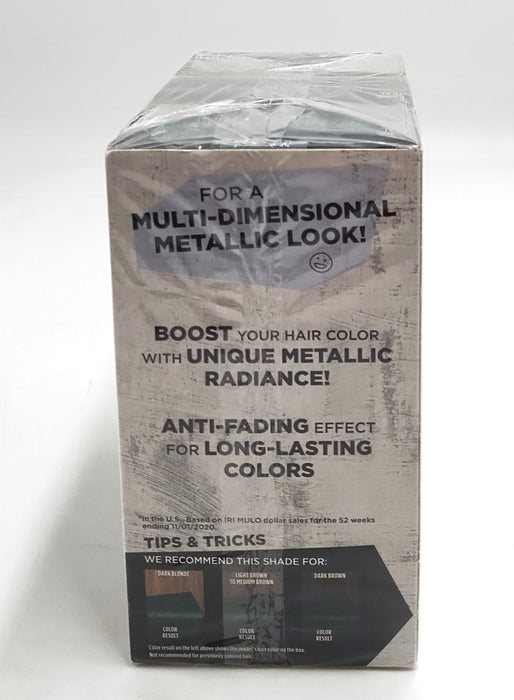 FOR A
MULTI-DIMENSIONAL
METALLIC LOOK!
BOOST YOUR HAIR COLOR
WITH UNIQUE METALLIC
RADIANCE!
ANTI-FADING EFFECT
FOR LONG-LASTING
COLORS
*In the U.S., Based on IRI MULO dollar sales for the 52 weeks
ending 11/01/2020.
TIPS & TRICKS
WE RECOMMEND THIS SHADE FOR:
DARK BLONDE
LIGHT BROWN
TO MEDIUM BROWN
DARK BROWN
COLOR
RESULT
COLOR
RESULT
COLOR
RESULT
Color result on the left above shows the model's hair color on the box.
Not recommended for previously colored hair.